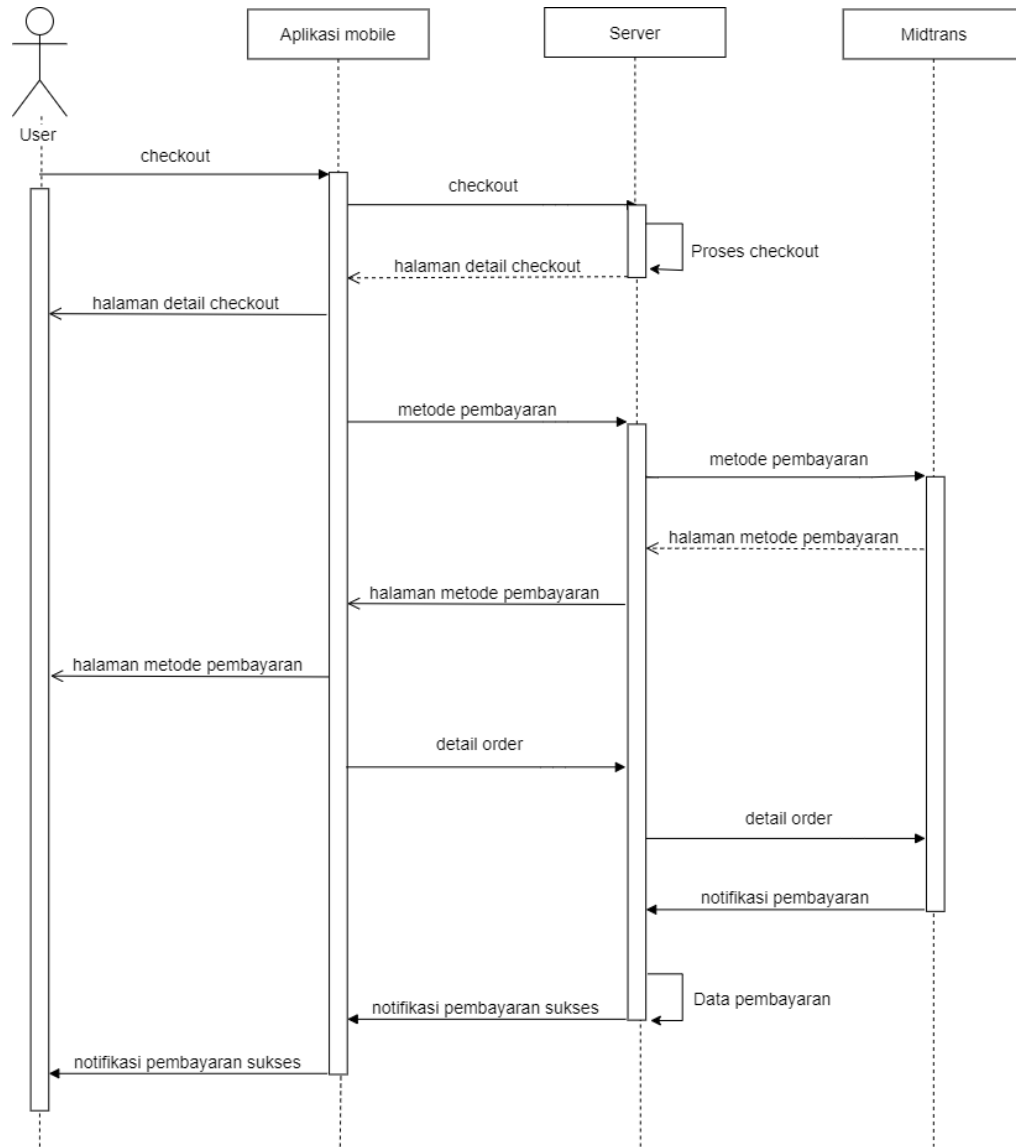 Aplikasi mobile
Server
Midtrans
User
checkout
checkout
Proses checkout
halaman detail checkout
halaman detail checkout
metode pembayaran
metode pembayaran
halaman metode pembayaran
halaman metode pembayaran
halaman metode pembayaran
detail order
detail order
notifikasi pembayaran
Data pembayaran
notifikasi pembayaran sukses
notifikasi pembayaran sukses